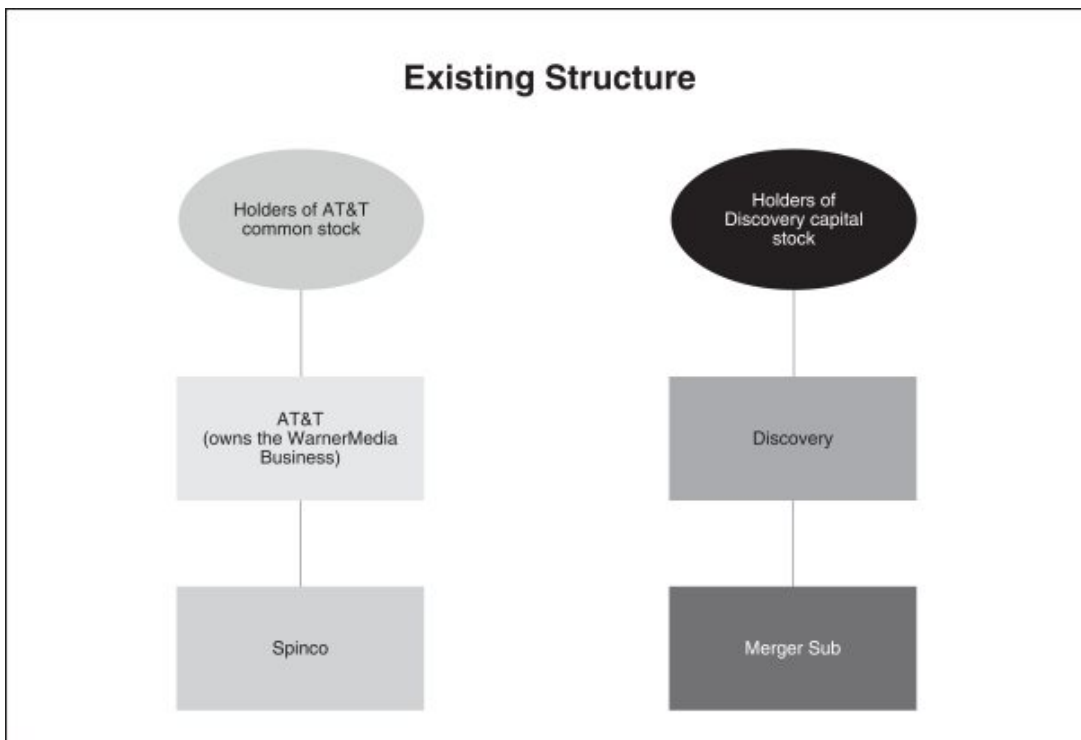 Existing Structure
Holders of AT&T
common stock
Holders of
Discovery capital
stock
AT&T
(owns the WarnerMedia
Business)
Discovery
Spinco
Merger Sub